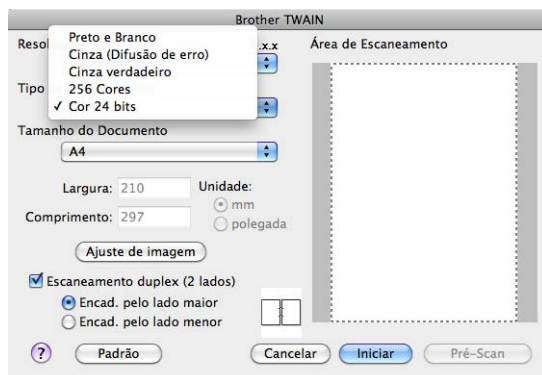 Brother TWAIN
Preto e Branco
Resol
.x.x
Área de Escaneamento
Cinza (Difusão de erro)
Cinza verdadeiro
Tipo
256 Cores
✓ Cor 24 bits
Tamanho do Documento
A4
Largura: 210
Unidade:
mm
Comprimento: 297
polegada
Ajuste de imagem
Escaneamento duplex (2 lados)
Encad. pelo lado maior
Encad. pelo lado menor
? Padrão Cancelar Iniciar Pré-Scan